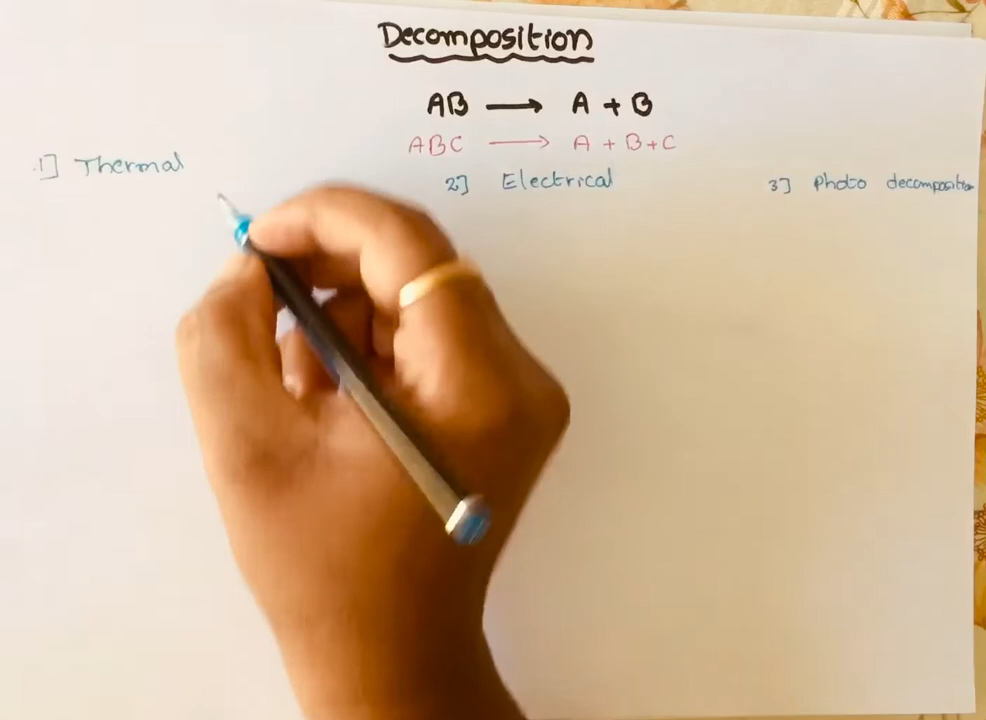 Decomposition
AB ⟶ A + B
ABC ⟶ A + B + C
1] Thermal
2] Electrical
3] Photo decomposition